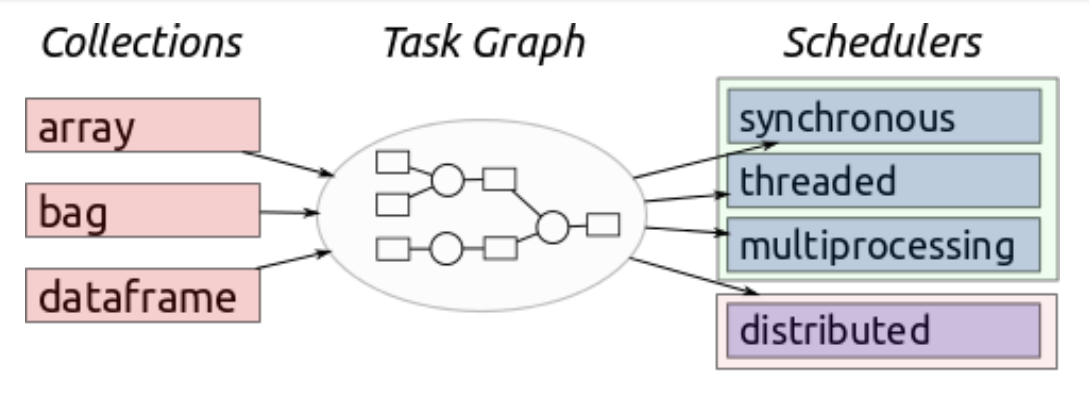 Collections
Task Graph
Schedulers
array
bag
dataframe
synchronous
threaded
multiprocessing
distributed